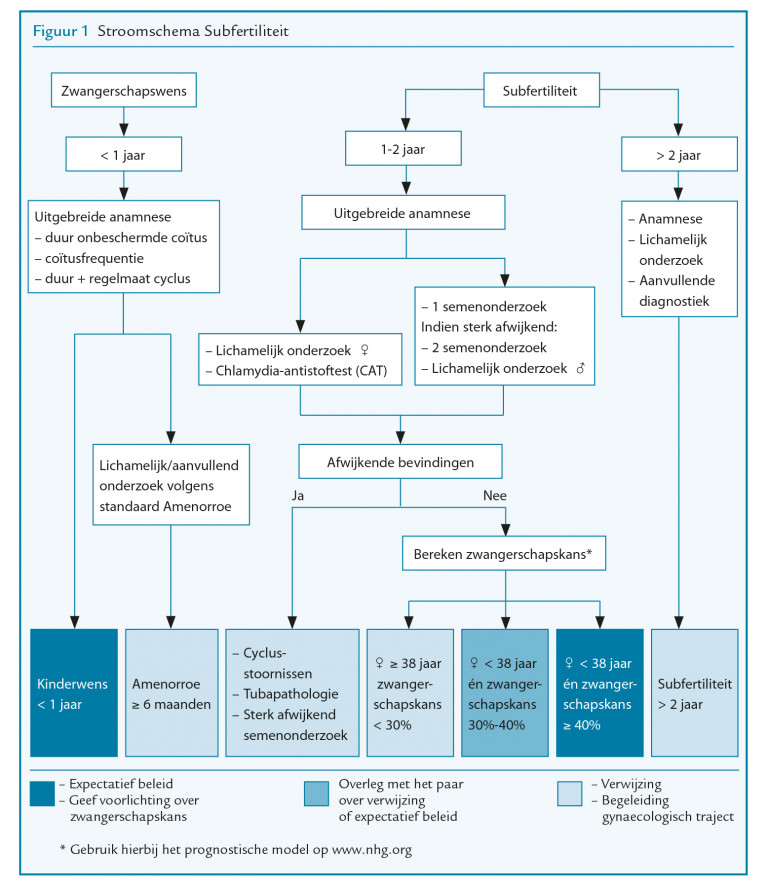 Figuur 1 Stroomschema Subfertiliteit
Zwangerschapswens
< 1 jaar
Uitgebreide anamnese
– duur onbeschermde coïtus
– coïtusfrequentie
– duur + regelmaat cyclus
Lichamelijk/aanvullend
onderzoek volgens
standaard Amenorroe
Subfertiliteit
1-2 jaar
Uitgebreide anamnese
– Lichamelijk onderzoek ♀
– Chlamydia-antistoftest (CAT)
– 1 semenonderzoek
Indien sterk afwijkend:
– 2 semenonderzoek
– Lichamelijk onderzoek ♂
Afwijkende bevindingen
Ja
Nee
Bereken zwangerschapskans*
> 2 jaar
– Anamnese
– Lichamelijk
onderzoek
– Aanvullende
diagnostiek
Kinderwens
< 1 jaar
Amenorroe
≥ 6 maanden
– Cyclus-
stoornissen
– Tubapathologie
– Sterk afwijkend
semenonderzoek
♀ ≥ 38 jaar
zwanger-
schapskans
< 30%
♀ < 38 jaar
én zwanger-
schapskans
30%-40%
♀ < 38 jaar
én zwanger-
schapskans
≥ 40%
Subfertiliteit
> 2 jaar
– Expectatief beleid
– Geef voorlichting over
zwangerschapskans
Overleg met het paar
over verwijzing
of expectatief beleid
– Verwijzing
– Begeleiding
gynaecologisch traject
* Gebruik hierbij het prognostische model op www.nhg.org